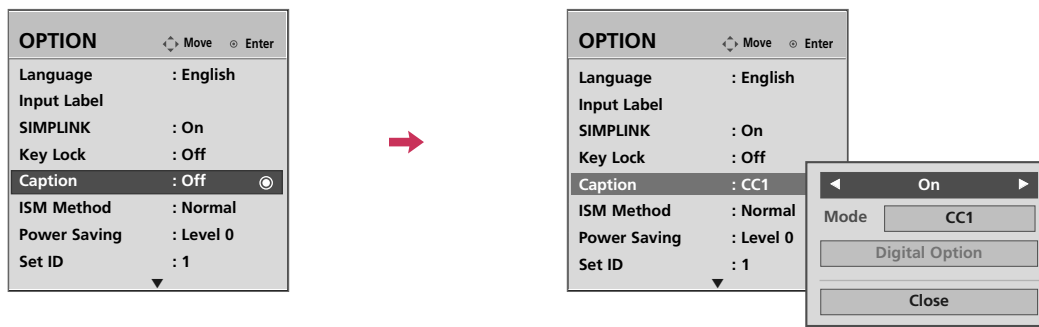 OPTION Move Enter
Language : English
Input Label
SIMPLINK : On
Key Lock : Off
Caption : Off
ISM Method : Normal
Power Saving : Level 0
Set ID : 1
OPTION Move Enter
Language : English
Input Label
SIMPLINK : On
Key Lock : Off
Caption : CC1
ISM Method : Normal
Power Saving : Level 0
Set ID : 1
On
Mode CC1
Digital Option
Close